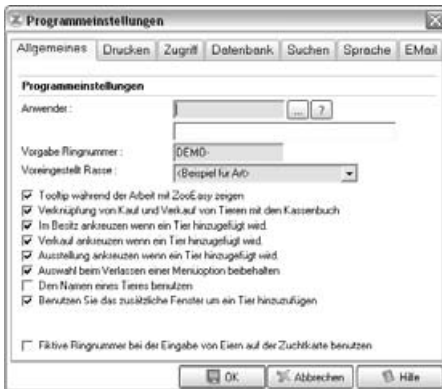 Programmeinstellungen
Allgemeines Drucken Zugriff Datenbank Suchen Sprache EMail
Programmeinstellungen
Anwender :
... ?
Vorgabe Ringnummer : DEMO-
Voreingestellt Rasse : <Beispiel für Art>
Tooltip während der Arbeit mit ZooEasy zeigen
Verknüpfung von Kauf und Verkauf von Tieren mit den Kassenbuch
Im Besitz ankreuzen wenn ein Tier hinzugefügt wird.
Verkauf ankreuzen wenn ein Tier hinzugefügt wird.
Ausstellung ankreuzen wenn ein Tier hinzugefügt wird.
Auswahl beim Verlassen einer Menüoption beibehalten
Den Namen eines Tieres benutzen
Benutzen Sie das zusätzliche Fenster um ein Tier hinzuzufügen
Fiktive Ringnummer bei der Eingabe von Eiern auf der Zuchtkarte benutzen
OK Abbrechen Hilfe